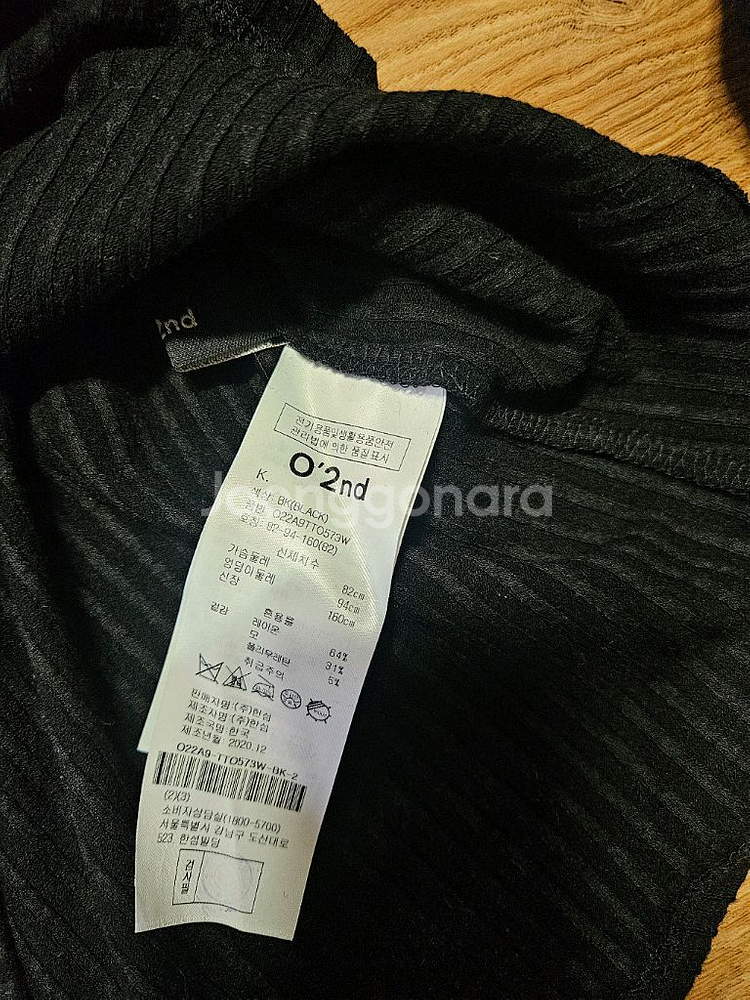 2nd
전기용품및생활용품안전
관리법에 의한 품질표시
O'2nd
K.
색상: BK(BLACK)
품번: O22A9TTO573W
호칭: 82-94-160(82)
신체치수
가슴둘레 82cm
엉덩이둘레 94cm
신장 160cm
겉감 혼용률
레이온 64%
모 31%
폴리우레탄 5%
취급주의
판매자명:(주)한섬
제조자명:(주)한섬
제조국명:한국
제조년월: 2020.12
O22A9-TTO573W-BK-2
(2)(3)
소비자상담실(1800-5700)
서울특별시 강남구 도산대로
523 한섬빌딩
검사필
Joonggonara